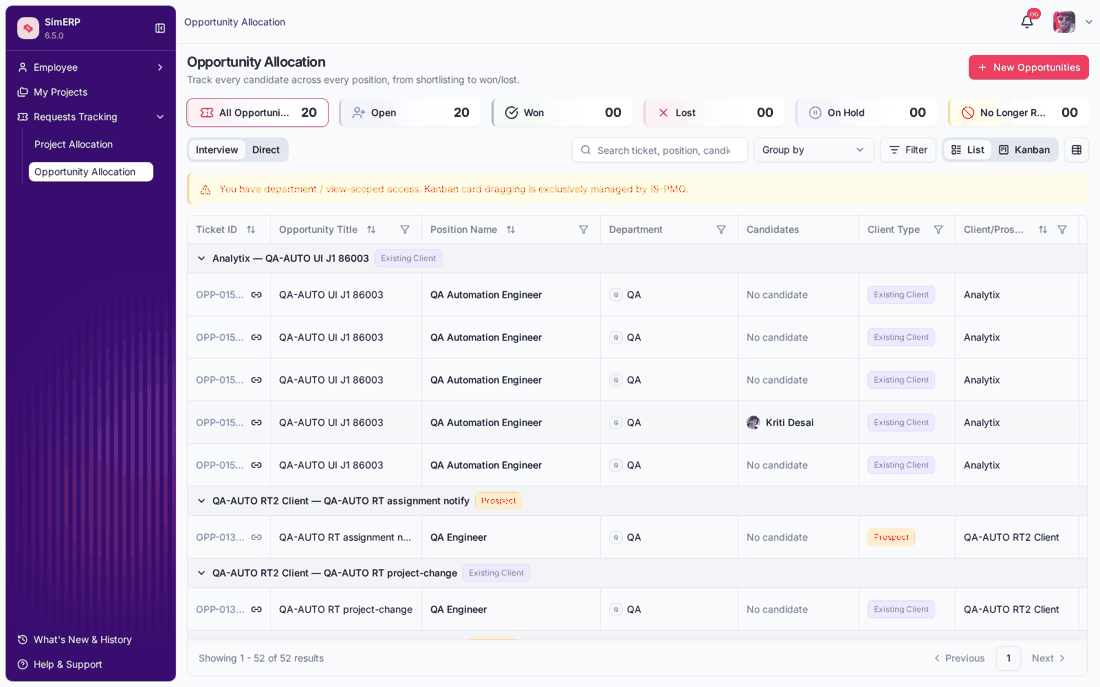 SimERP
6.5.0
Employee
My Projects
Requests Tracking
Project Allocation
Opportunity Allocation
What's New & History
Help & Support
Opportunity Allocation
66
Opportunity Allocation
Track every candidate across every position, from shortlisting to won/lost.
New Opportunities
All Opportuni... 20
Open 20
Won 00
Lost 00
On Hold 00
No Longer R... 00
Interview Direct
Search ticket, position, candi
Group by
Filter
List
Kanban
You have department / view-scoped access. Kanban card dragging is exclusively managed by IS-PMO.
Ticket ID Opportunity Title Position Name Department Candidates Client Type Client/Pros...
Analytix — QA-AUTO UI J1 86003 Existing Client
OPP-015... QA-AUTO UI J1 86003 QA Automation Engineer Q QA No candidate Existing Client Analytix
OPP-015... QA-AUTO UI J1 86003 QA Automation Engineer Q QA No candidate Existing Client Analytix
OPP-015... QA-AUTO UI J1 86003 QA Automation Engineer Q QA No candidate Existing Client Analytix
OPP-015... QA-AUTO UI J1 86003 QA Automation Engineer Q QA Kriti Desai Existing Client Analytix
OPP-015... QA-AUTO UI J1 86003 QA Automation Engineer Q QA No candidate Existing Client Analytix
QA-AUTO RT2 Client — QA-AUTO RT assignment notify Prospect
OPP-013... QA-AUTO RT assignment n... QA Engineer Q QA No candidate Prospect QA-AUTO RT2 Client
QA-AUTO RT2 Client — QA-AUTO RT project-change Existing Client
OPP-013... QA-AUTO RT project-change QA Engineer Q QA No candidate Existing Client QA-AUTO RT2 Client
Showing 1 - 52 of 52 results
Previous 1 Next